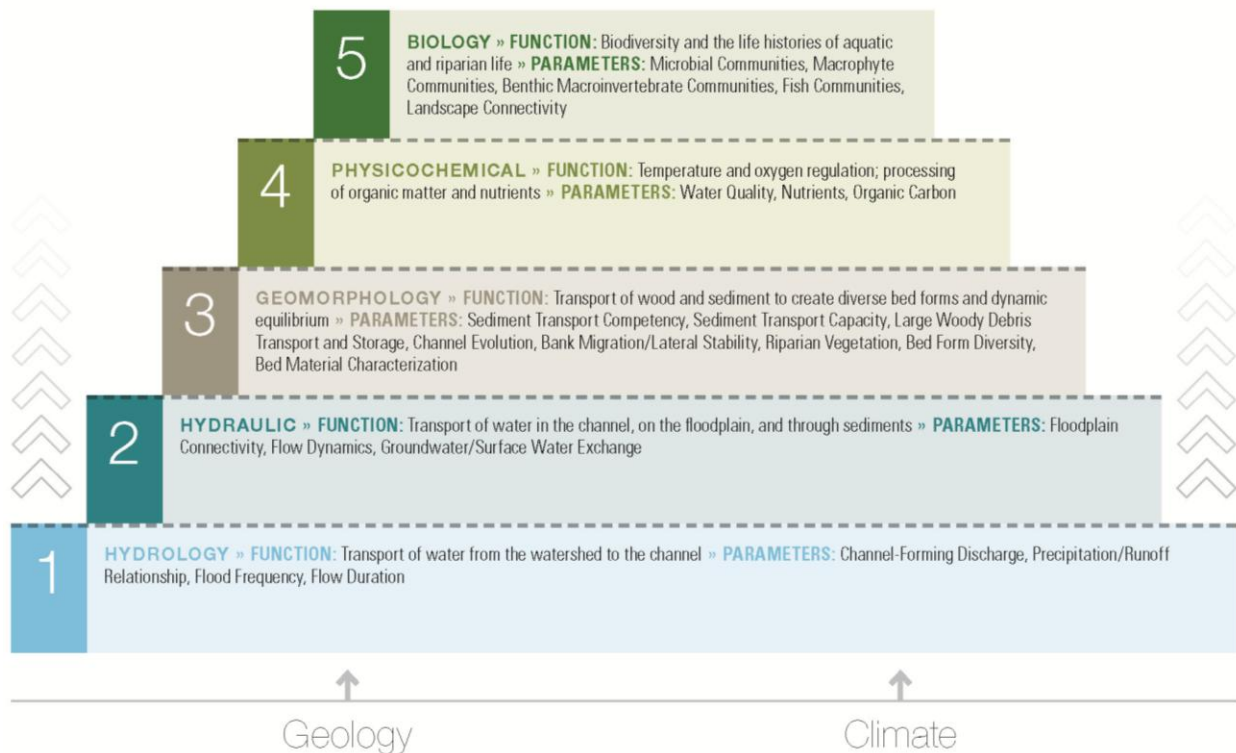 5
BIOLOGY » FUNCTION: Biodiversity and the life histories of aquatic
and riparian life » PARAMETERS: Microbial Communities, Macrophyte
Communities, Benthic Macroinvertebrate Communities, Fish Communities,
Landscape Connectivity
4
PHYSICOCHEMICAL » FUNCTION: Temperature and oxygen regulation; processing
of organic matter and nutrients » PARAMETERS: Water Quality, Nutrients, Organic Carbon
3
GEOMORPHOLOGY » FUNCTION: Transport of wood and sediment to create diverse bed forms and dynamic
equilibrium » PARAMETERS: Sediment Transport Competency, Sediment Transport Capacity, Large Woody Debris
Transport and Storage, Channel Evolution, Bank Migration/Lateral Stability, Riparian Vegetation, Bed Form Diversity,
Bed Material Characterization
2
HYDRAULIC » FUNCTION: Transport of water in the channel, on the floodplain, and through sediments » PARAMETERS: Floodplain
Connectivity, Flow Dynamics, Groundwater/Surface Water Exchange
1
HYDROLOGY » FUNCTION: Transport of water from the watershed to the channel » PARAMETERS: Channel-Forming Discharge, Precipitation/Runoff
Relationship, Flood Frequency, Flow Duration
Geology
Climate